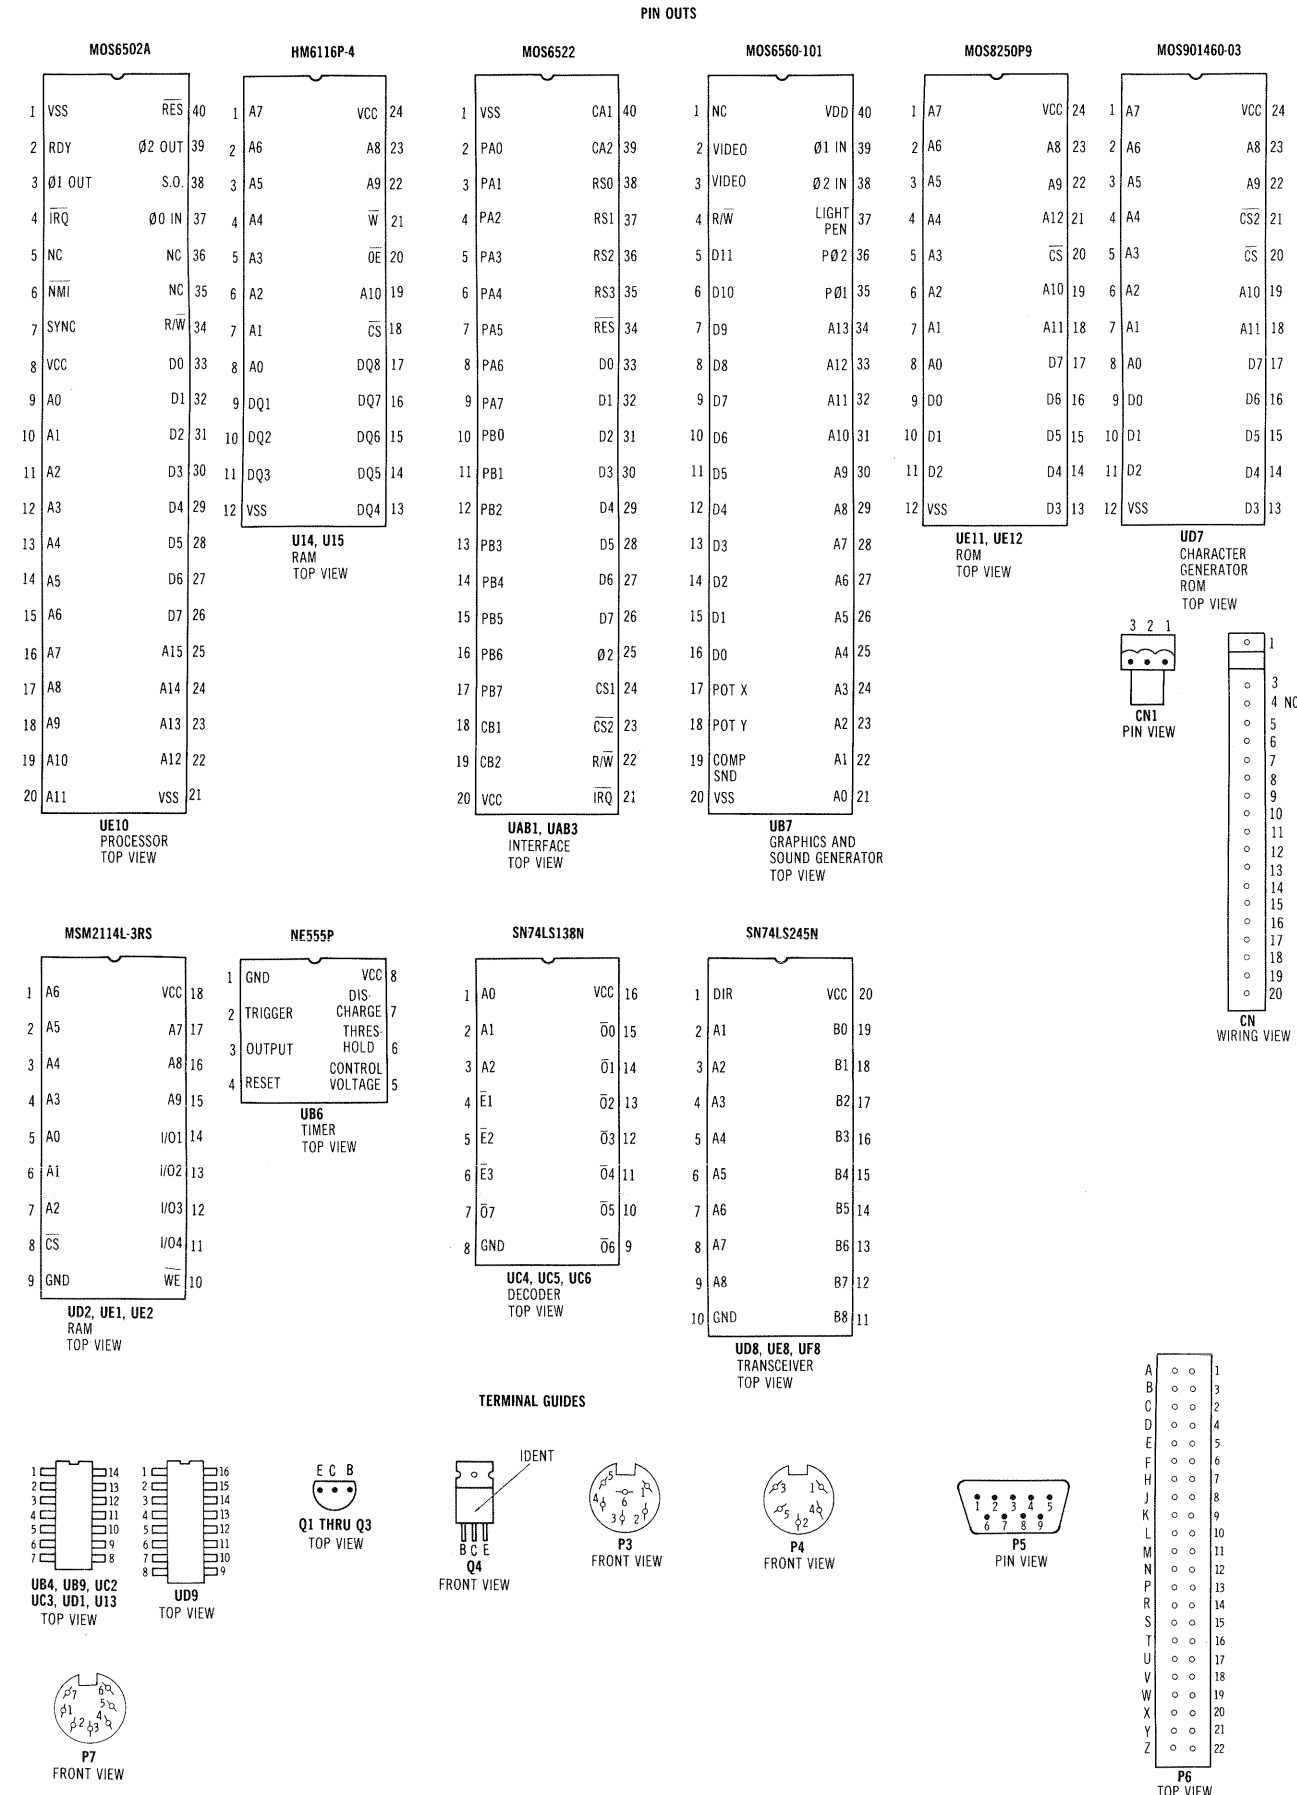 PIN OUTS
MOS6502A
1 VSS RES 40
2 RDY Ø2 OUT 39
3 Ø1 OUT S.O. 38
4 IRQ Ø0 IN 37
5 NC NC 36
6 NMI NC 35
7 SYNC R/W 34
8 VCC D0 33
9 A0 D1 32
10 A1 D2 31
11 A2 D3 30
12 A3 D4 29
13 A4 D5 28
14 A5 D6 27
15 A6 D7 26
16 A7 A15 25
17 A8 A14 24
18 A9 A13 23
19 A10 A12 22
20 A11 VSS 21
UE10
PROCESSOR
TOP VIEW
HM6116P-4
1 A7 VCC 24
2 A6 A8 23
3 A5 A9 22
4 A4 W 21
5 A3 OE 20
6 A2 A10 19
7 A1 CS 18
8 A0 DQ8 17
9 DQ1 DQ7 16
10 DQ2 DQ6 15
11 DQ3 DQ5 14
12 VSS DQ4 13
U14, U15
RAM
TOP VIEW
MOS6522
1 VSS CA1 40
2 PA0 CA2 39
3 PA1 RS0 38
4 PA2 RS1 37
5 PA3 RS2 36
6 PA4 RS3 35
7 PA5 RES 34
8 PA6 D0 33
9 PA7 D1 32
10 PB0 D2 31
11 PB1 D3 30
12 PB2 D4 29
13 PB3 D5 28
14 PB4 D6 27
15 PB5 D7 26
16 PB6 Ø2 25
17 PB7 CS1 24
18 CB1 CS2 23
19 CB2 R/W 22
20 VCC IRQ 21
UAB1, UAB3
INTERFACE
TOP VIEW
MOS6560-101
1 NC VDD 40
2 VIDEO Ø1 IN 39
3 VIDEO Ø2 IN 38
4 R/W LIGHT PEN 37
5 D11 PØ2 36
6 D10 PØ1 35
7 D9 A13 34
8 D8 A12 33
9 D7 A11 32
10 D6 A10 31
11 D5 A9 30
12 D4 A8 29
13 D3 A7 28
14 D2 A6 27
15 D1 A5 26
16 D0 A4 25
17 POT X A3 24
18 POT Y A2 23
19 COMP SND A1 22
20 VSS A0 21
UB7
GRAPHICS AND
SOUND GENERATOR
TOP VIEW
MOS8250P9
1 A7 VCC 24
2 A6 A8 23
3 A5 A9 22
4 A4 A12 21
5 A3 CS 20
6 A2 A10 19
7 A1 A11 18
8 A0 D7 17
9 D0 D6 16
10 D1 D5 15
11 D2 D4 14
12 VSS D3 13
UE11, UE12
ROM
TOP VIEW
MOS901460-03
1 A7 VCC 24
2 A6 A8 23
3 A5 A9 22
4 A4 CS2 21
5 A3 CS 20
6 A2 A10 19
7 A1 A11 18
8 A0 D7 17
9 D0 D6 16
10 D1 D5 15
11 D2 D4 14
12 VSS D3 13
UD7
CHARACTER
GENERATOR
ROM
TOP VIEW
3 2 1
CN1
PIN VIEW
1
3
4 NC
5
6
7
8
9
10
11
12
13
14
15
16
17
18
19
20
CN
WIRING VIEW
MSM2114L-3RS
1 A6 VCC 18
2 A5 A7 17
3 A4 A8 16
4 A3 A9 15
5 A0 I/O1 14
6 A1 I/O2 13
7 A2 I/O3 12
8 CS I/O4 11
9 GND WE 10
UD2, UE1, UE2
RAM
TOP VIEW
NE555P
1 GND VCC 8
2 TRIGGER DIS-CHARGE 7
3 OUTPUT THRES-HOLD 6
4 RESET CONTROL VOLTAGE 5
UB6
TIMER
TOP VIEW
SN74LS138N
1 A0 VCC 16
2 A1 O0 15
3 A2 O1 14
4 E1 O2 13
5 E2 O3 12
6 E3 O4 11
7 O7 O5 10
8 GND O6 9
UC4, UC5, UC6
DECODER
TOP VIEW
SN74LS245N
1 DIR VCC 20
2 A1 B0 19
3 A2 B1 18
4 A3 B2 17
5 A4 B3 16
6 A5 B4 15
7 A6 B5 14
8 A7 B6 13
9 A8 B7 12
10 GND B8 11
UD8, UE8, UF8
TRANSCEIVER
TOP VIEW
TERMINAL GUIDES
1 14
2 13
3 12
4 11
5 10
6 9
7 8
UB4, UB9, UC2
UC3, UD1, U13
TOP VIEW
1 16
2 15
3 14
4 13
5 12
6 11
7 10
8 9
UD9
TOP VIEW
E C B
Q1 THRU Q3
TOP VIEW
IDENT
B C E
Q4
FRONT VIEW
5 1
4 6
3 2
P3
FRONT VIEW
3 1
5 4
2
P4
FRONT VIEW
1 2 3 4 5
6 7 8 9
P5
PIN VIEW
A 1
B 3
C 2
D 4
E 5
F 6
H 7
J 8
K 9
L 10
M 11
N 12
P 13
R 14
S 15
T 16
U 17
V 18
W 19
X 20
Y 21
Z 22
P6
TOP VIEW
7 6
1 5
2 3 4
P7
FRONT VIEW